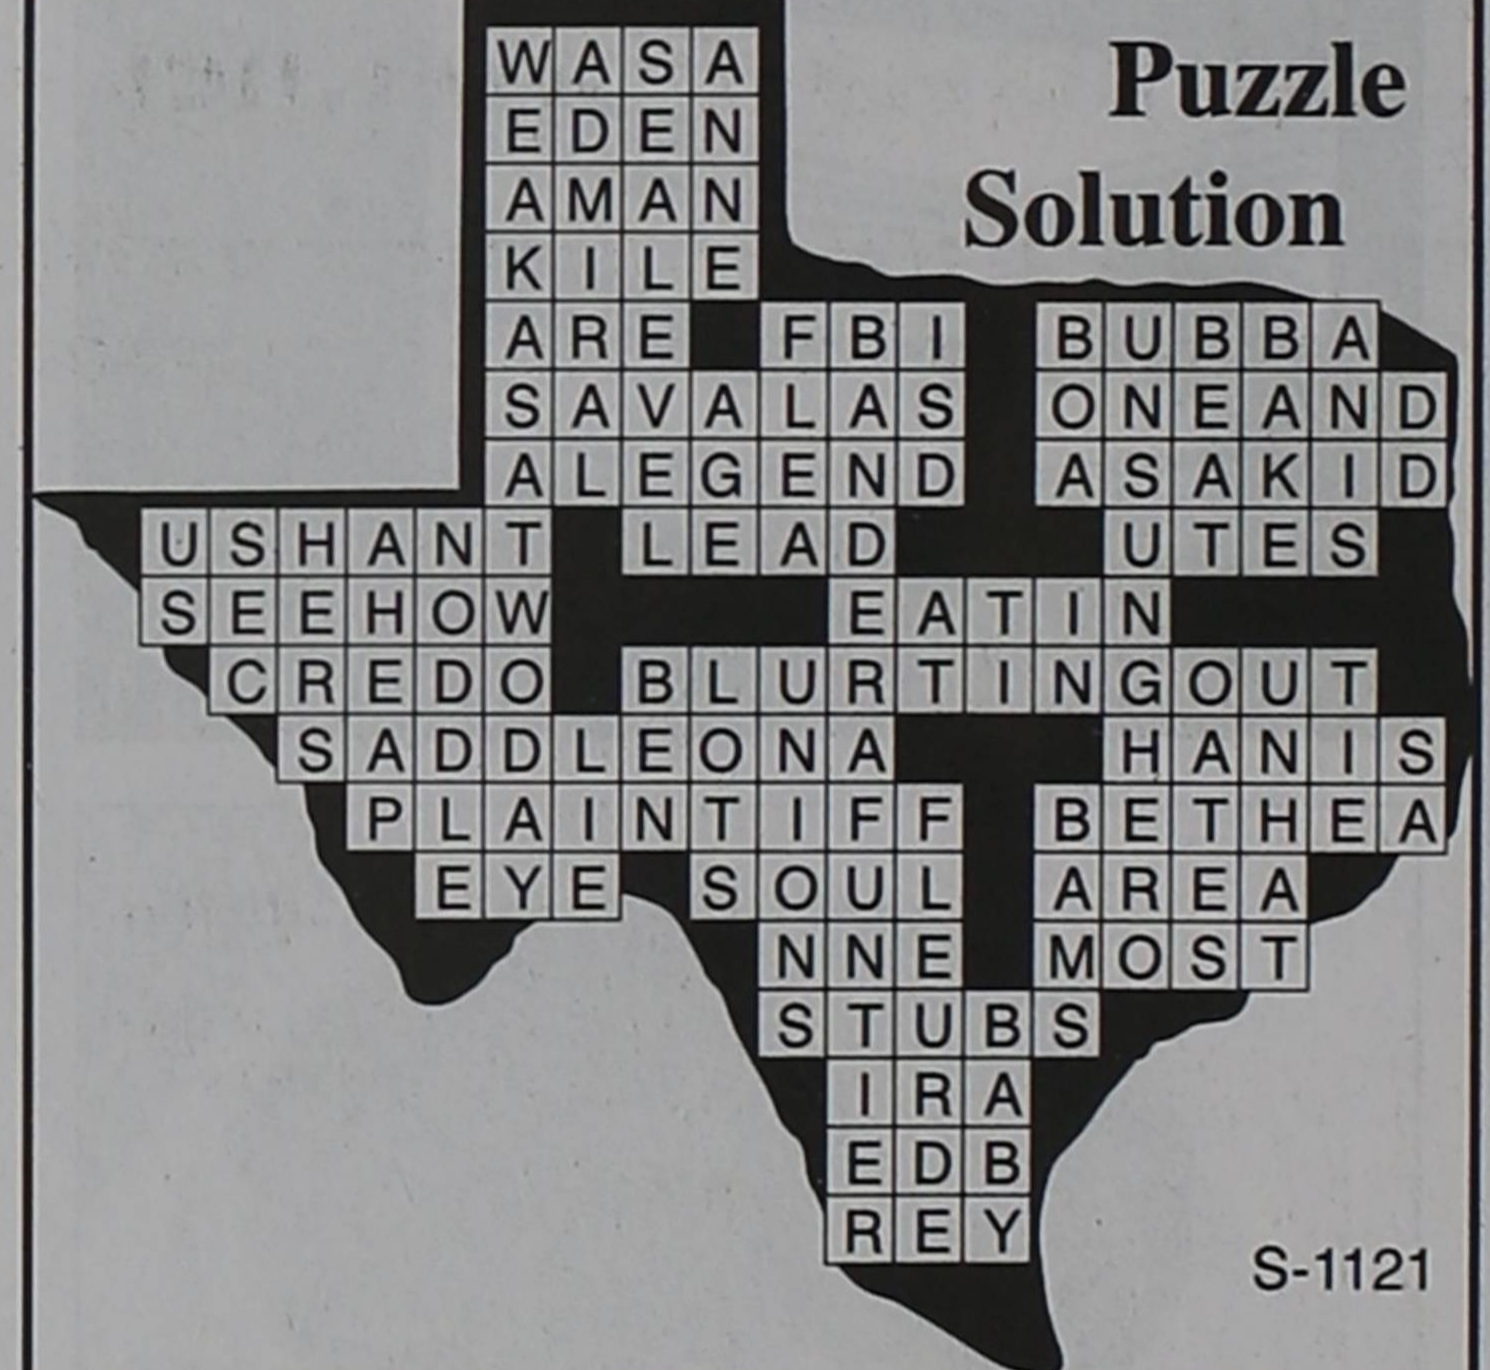 Puzzle
Solution
WASA
EDEN
AMAN
KILE
ARE FBI BUBBA
SAVALAS ONEAND
ALEGEND ASAKID
USHANT LEAD UTES
SEEHOW EATIN
CREDO BLURTINGOUT
SADDLEONA HANIS
PLAINTIFF BETHEA
EYE SOUL AREA
NNE MOST
STUBS
IRA
EDB
REY
S-1121